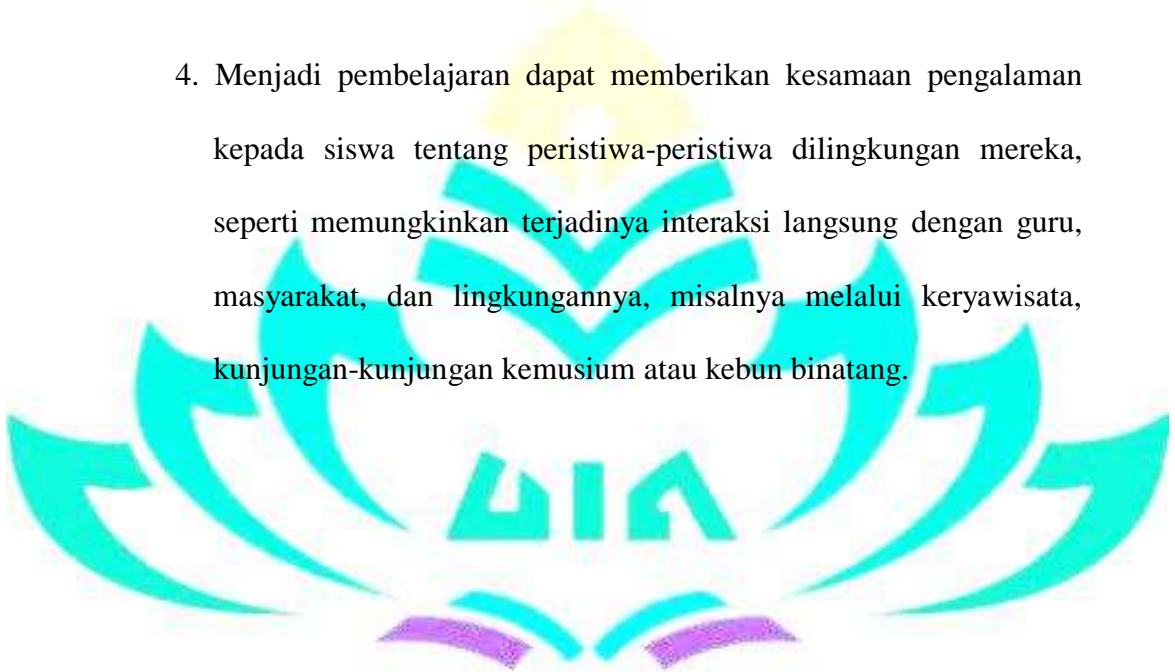 4. Menjadi pembelajaran dapat memberikan kesamaan pengalaman
kepada siswa tentang peristiwa-peristiwa dilingkungan mereka,
seperti memungkinkan terjadinya interaksi langsung dengan guru,
masyarakat, dan lingkungannya, misalnya melalui keryawisata,
kunjungan-kunjungan kemusium atau kebun binatang.